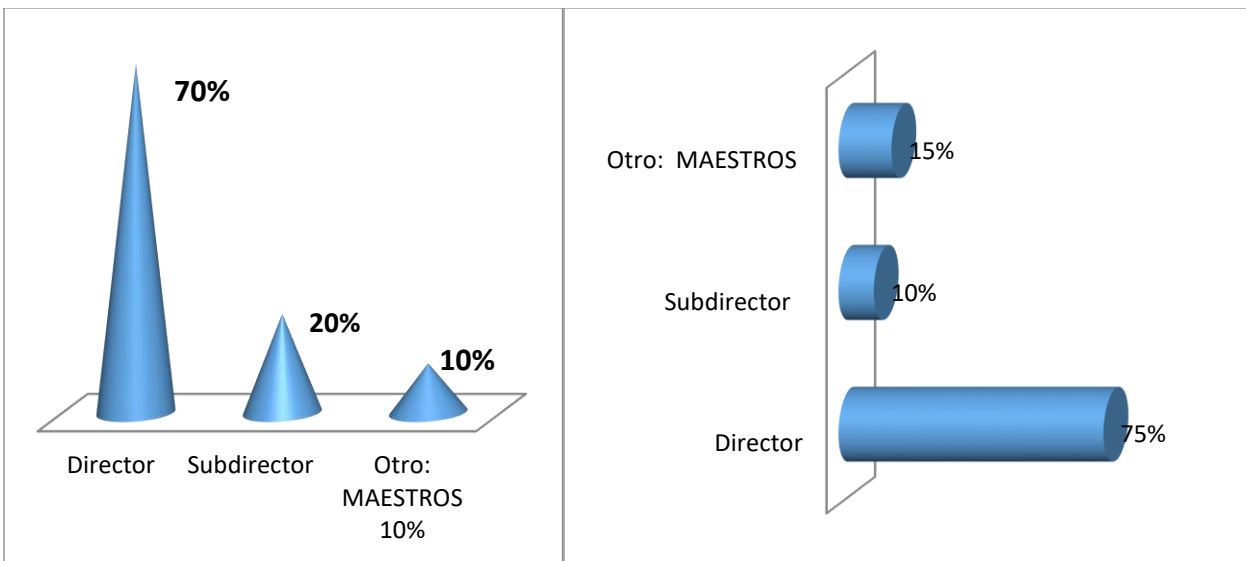 70%
20%
10%
Director
Subdirector
Otro:
MAESTROS
10%
Otro: MAESTROS
15%
Subdirector
10%
Director
75%